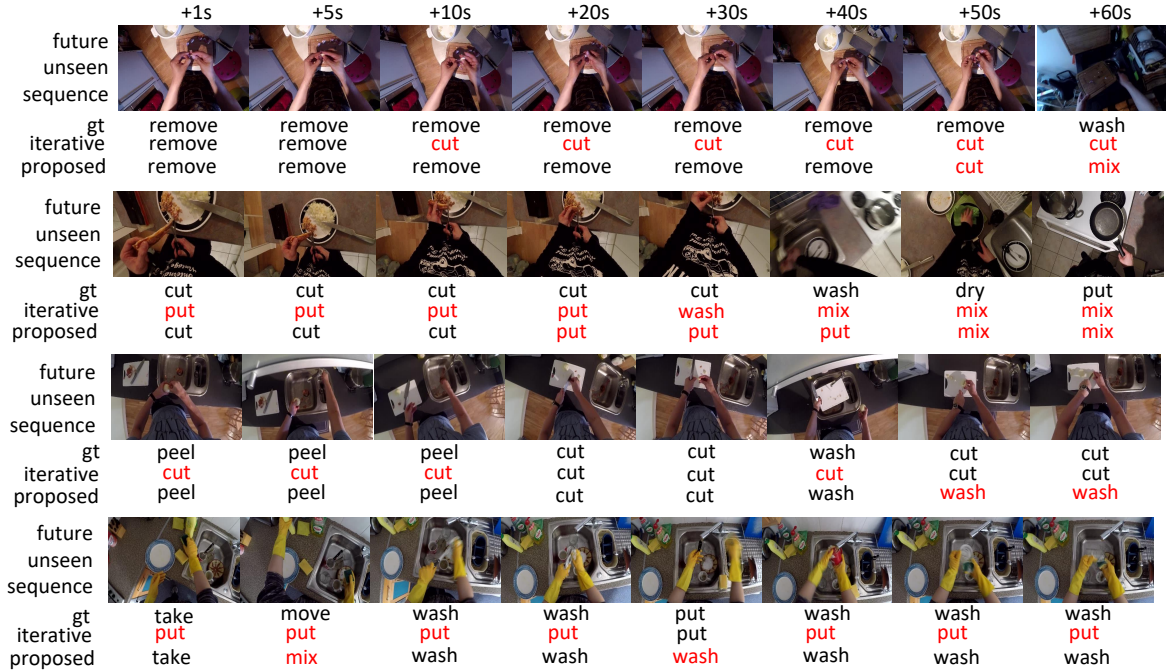 +1s +5s +10s +20s +30s +40s +50s +60s
future
unseen
sequence
gt remove remove remove remove remove remove remove wash
iterative remove remove cut cut cut cut cut cut
proposed remove remove remove remove remove remove cut mix
future
unseen
sequence
gt cut cut cut cut cut wash dry put
iterative put put put put wash mix mix mix
proposed cut cut cut put put put mix mix
future
unseen
sequence
gt peel peel peel cut cut wash cut cut
iterative cut cut cut cut cut cut cut cut
proposed peel peel peel cut cut wash wash wash
future
unseen
sequence
gt take move wash wash put wash wash wash
iterative put put put put put put put put
proposed take mix wash wash wash wash wash wash